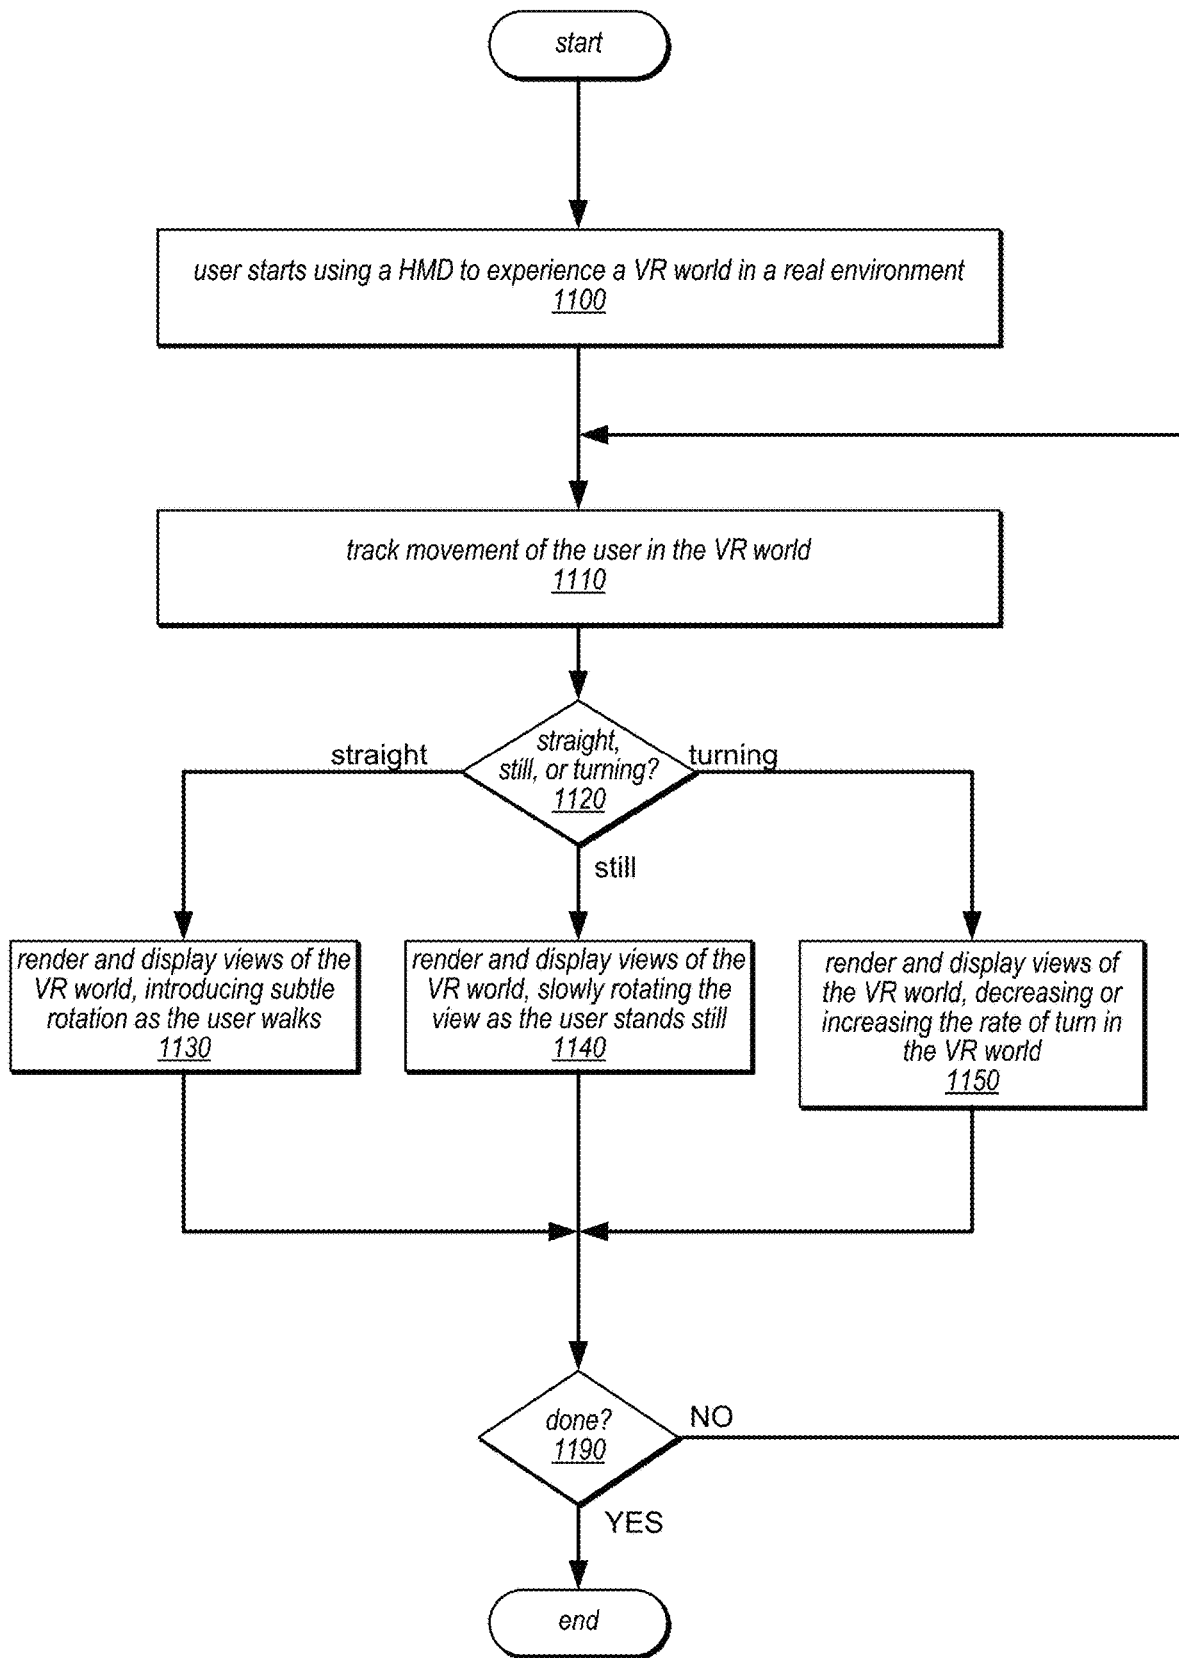 start
user starts using a HMD to experience a VR world in a real environment
1100
track movement of the user in the VR world
1110
straight
straight,
still, or turning?
1120
turning
still
render and display views of the
VR world, introducing subtle
rotation as the user walks
1130
render and display views of the
VR world, slowly rotating the
view as the user stands still
1140
render and display views of
the VR world, decreasing or
increasing the rate of turn in
the VR world
1150
done?
1190
NO
YES
end